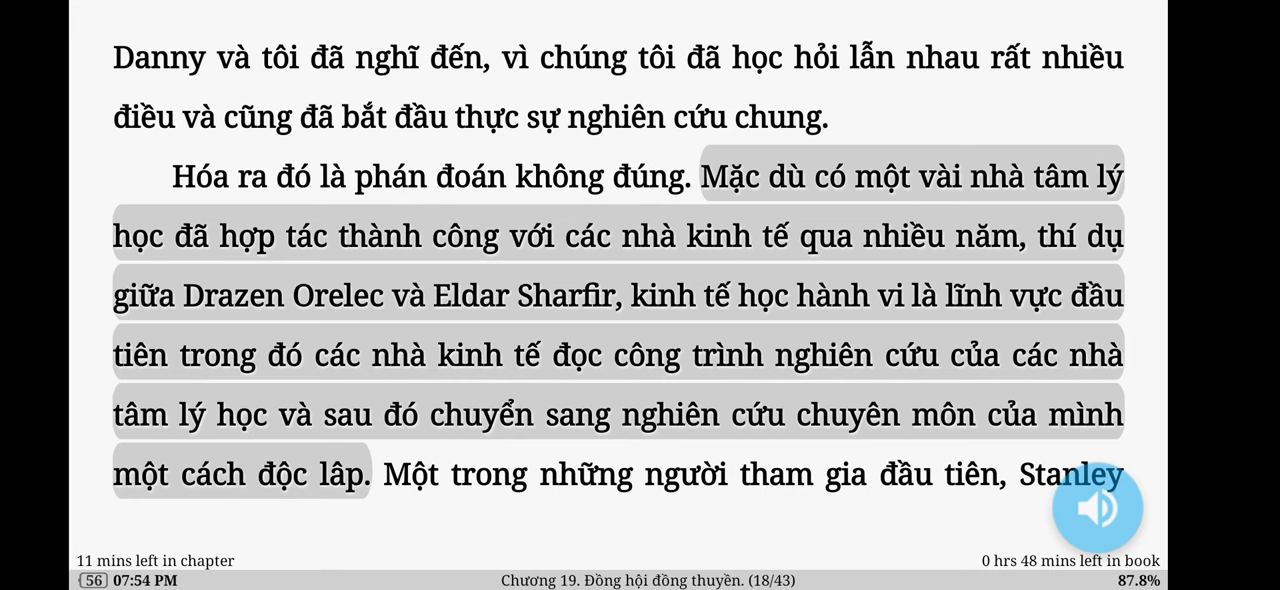 Danny và tôi đã nghĩ đến, vì chúng tôi đã học hỏi lẫn nhau rất nhiều
điều và cũng đã bắt đầu thực sự nghiên cứu chung.
Hóa ra đó là phán đoán không đúng. Mặc dù có một vài nhà tâm lý
học đã hợp tác thành công với các nhà kinh tế qua nhiều năm, thí dụ
giữa Drazen Orelec và Eldar Sharfir, kinh tế học hành vi là lĩnh vực đầu
tiên trong đó các nhà kinh tế đọc công trình nghiên cứu của các nhà
tâm lý học và sau đó chuyển sang nghiên cứu chuyên môn của mình
một cách độc lâp. Một trong những người tham gia đầu tiên, Stanley
11 mins left in chapter 0 hrs 48 mins left in book
56 07:54 PM Chương 19. Đồng hội đồng thuyền. (18/43) 87.8%